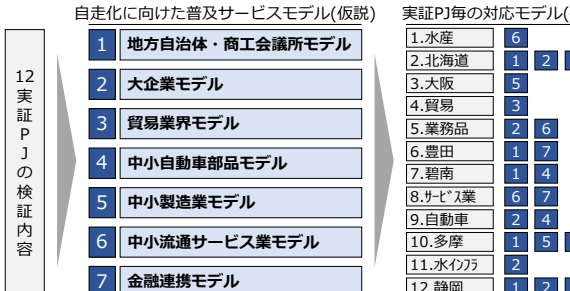 自走化に向けた普及サービスモデル(仮説)
実証PJ毎の対応モデル(
12実証PJの検証内容
1 地方自治体・商工会議所モデル
2 大企業モデル
3 貿易業界モデル
4 中小自動車部品モデル
5 中小製造業モデル
6 中小流通サービス業モデル
7 金融連携モデル
1.水産 6
2.北海道 1 2
3.大阪 5
4.貿易 3
5.業務品 2 6
6.豊田 1 7
7.碧南 1 4
8.サービス業 6 7
9.自動車 2 4
10.多摩 1 5
11.水インフラ 2
12.静岡 1 2